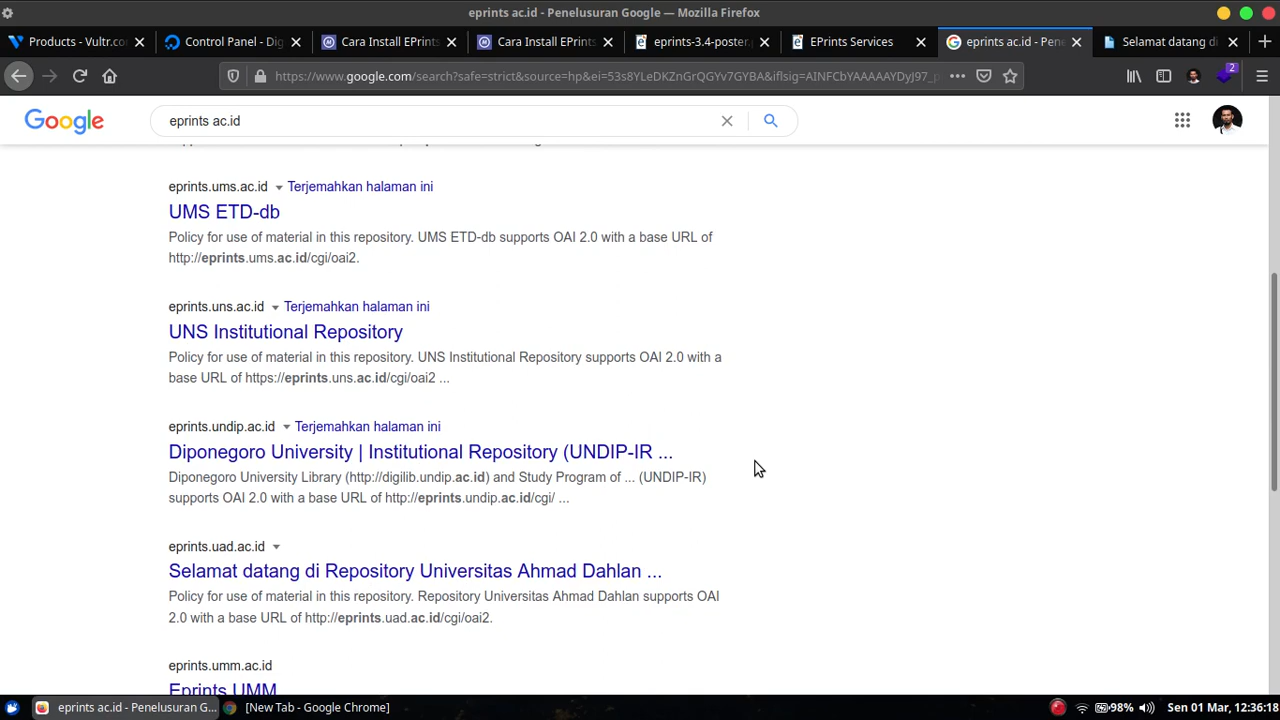 eprints ac.id - Penelusuran Google — Mozilla Firefox
Products - Vultr.co
Control Panel - Dig
Cara Install EPrints
Cara Install EPrints
eprints-3.4-poster.
EPrints Services
eprints ac.id - Pene
Selamat datang di
https://www.google.com/search?safe=strict&source=hp&ei=53s8YLeDKZnGrQGYv7GYBA&iflsig=AINFCbYAAAAAYDyJ97_
2
Google
eprints ac.id
eprints.ums.ac.id Terjemahkan halaman ini
UMS ETD-db
Policy for use of material in this repository. UMS ETD-db supports OAI 2.0 with a base URL of
http://eprints.ums.ac.id/cgi/oai2.
eprints.uns.ac.id Terjemahkan halaman ini
UNS Institutional Repository
Policy for use of material in this repository. UNS Institutional Repository supports OAI 2.0 with a
base URL of https://eprints.uns.ac.id/cgi/oai2 ...
eprints.undip.ac.id Terjemahkan halaman ini
Diponegoro University | Institutional Repository (UNDIP-IR ...
Diponegoro University Library (http://digilib.undip.ac.id) and Study Program of ... (UNDIP-IR)
supports OAI 2.0 with a base URL of http://eprints.undip.ac.id/cgi/ ...
eprints.uad.ac.id
Selamat datang di Repository Universitas Ahmad Dahlan ...
Policy for use of material in this repository. Repository Universitas Ahmad Dahlan supports OAI
2.0 with a base URL of http://eprints.uad.ac.id/cgi/oai2.
eprints.umm.ac.id
Eprints UMM
eprints ac.id - Penelusuran G...
[New Tab - Google Chrome]
98%
Sen 01 Mar, 12:36:18